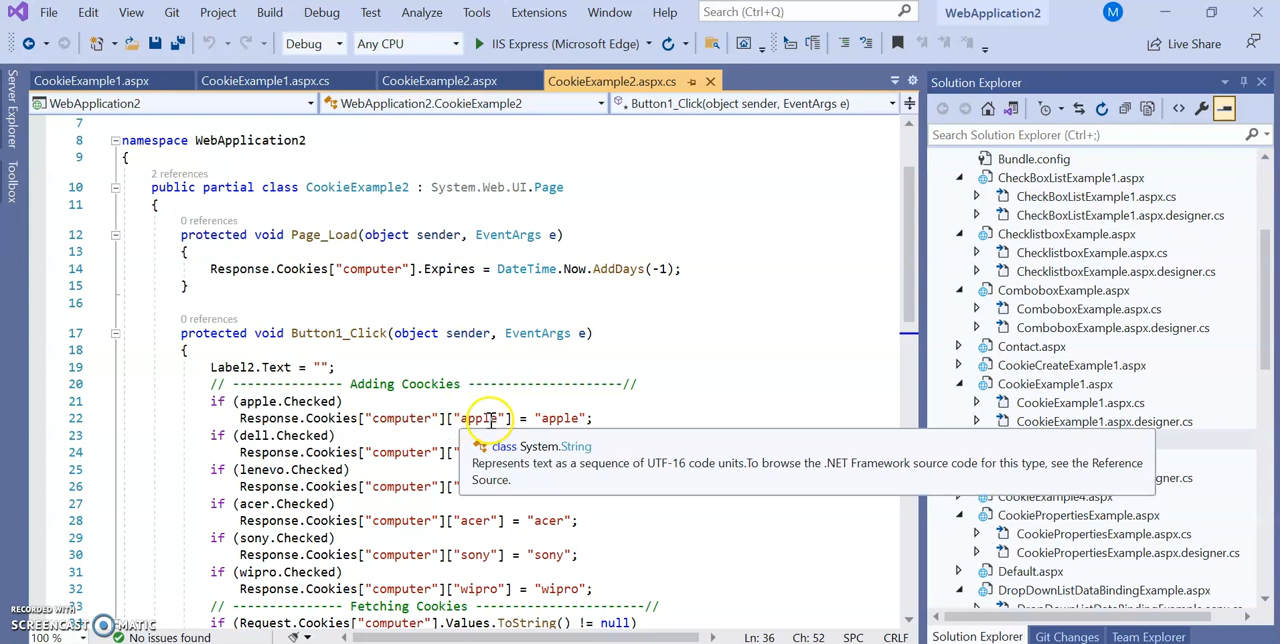 File Edit View Git Project Build Debug Test Analyze Tools Extensions Window Help Search (Ctrl+Q) WebApplication2 M
Debug Any CPU IIS Express (Microsoft Edge) Live Share
CookieExample1.aspx CookieExample1.aspx.cs CookieExample2.aspx CookieExample2.aspx.cs
WebApplication2 WebApplication2.CookieExample2 Button1_Click(object sender, EventArgs e)
Server Explorer
Toolbox
7
8 namespace WebApplication2
9 {
2 references
10 public partial class CookieExample2 : System.Web.UI.Page
11 {
0 references
12 protected void Page_Load(object sender, EventArgs e)
13 {
14 Response.Cookies["computer"].Expires = DateTime.Now.AddDays(-1);
15 }
16
0 references
17 protected void Button1_Click(object sender, EventArgs e)
18 {
19 Label2.Text = "";
20 // -------------- Adding Coockies ---------------------//
21 if (apple.Checked)
22 Response.Cookies["computer"]["apple"] = "apple";
23 if (dell.Checked)
24 Response.Cookies["computer"]["
25 if (lenevo.Checked)
26 Response.Cookies["computer"]["
27 if (acer.Checked)
28 Response.Cookies["computer"]["acer"] = "acer";
29 if (sony.Checked)
30 Response.Cookies["computer"]["sony"] = "sony";
31 if (wipro.Checked)
32 Response.Cookies["computer"]["wipro"] = "wipro";
33 // --------------- Fetching Cookies -----------------------//
34 if (Request.Cookies["computer"].Values.ToString() != null)
class System.String
Represents text as a sequence of UTF-16 code units.To browse the .NET Framework source code for this type, see the Reference
Source.
100 % No issues found Ln: 36 Ch: 52 SPC CRLF
RECORDED WITH
SCREENCAST MATIC
Solution Explorer
Search Solution Explorer (Ctrl+;)
Bundle.config
CheckBoxListExample1.aspx
CheckBoxListExample1.aspx.cs
CheckBoxListExample1.aspx.designer.cs
ChecklistboxExample.aspx
ChecklistboxExample.aspx.cs
ChecklistboxExample.aspx.designer.cs
ComboboxExample.aspx
ComboboxExample.aspx.cs
ComboboxExample.aspx.designer.cs
Contact.aspx
CookieCreateExample1.aspx
CookieExample1.aspx
CookieExample1.aspx.cs
CookieExample1.aspx.designer.cs
gner.cs
CookieExample4.aspx
CookiePropertiesExample.aspx
CookiePropertiesExample.aspx.cs
CookiePropertiesExample.aspx.designer.cs
Default.aspx
DropDownListDataBindingExample.aspx
Solution Explorer Git Changes Team Explorer